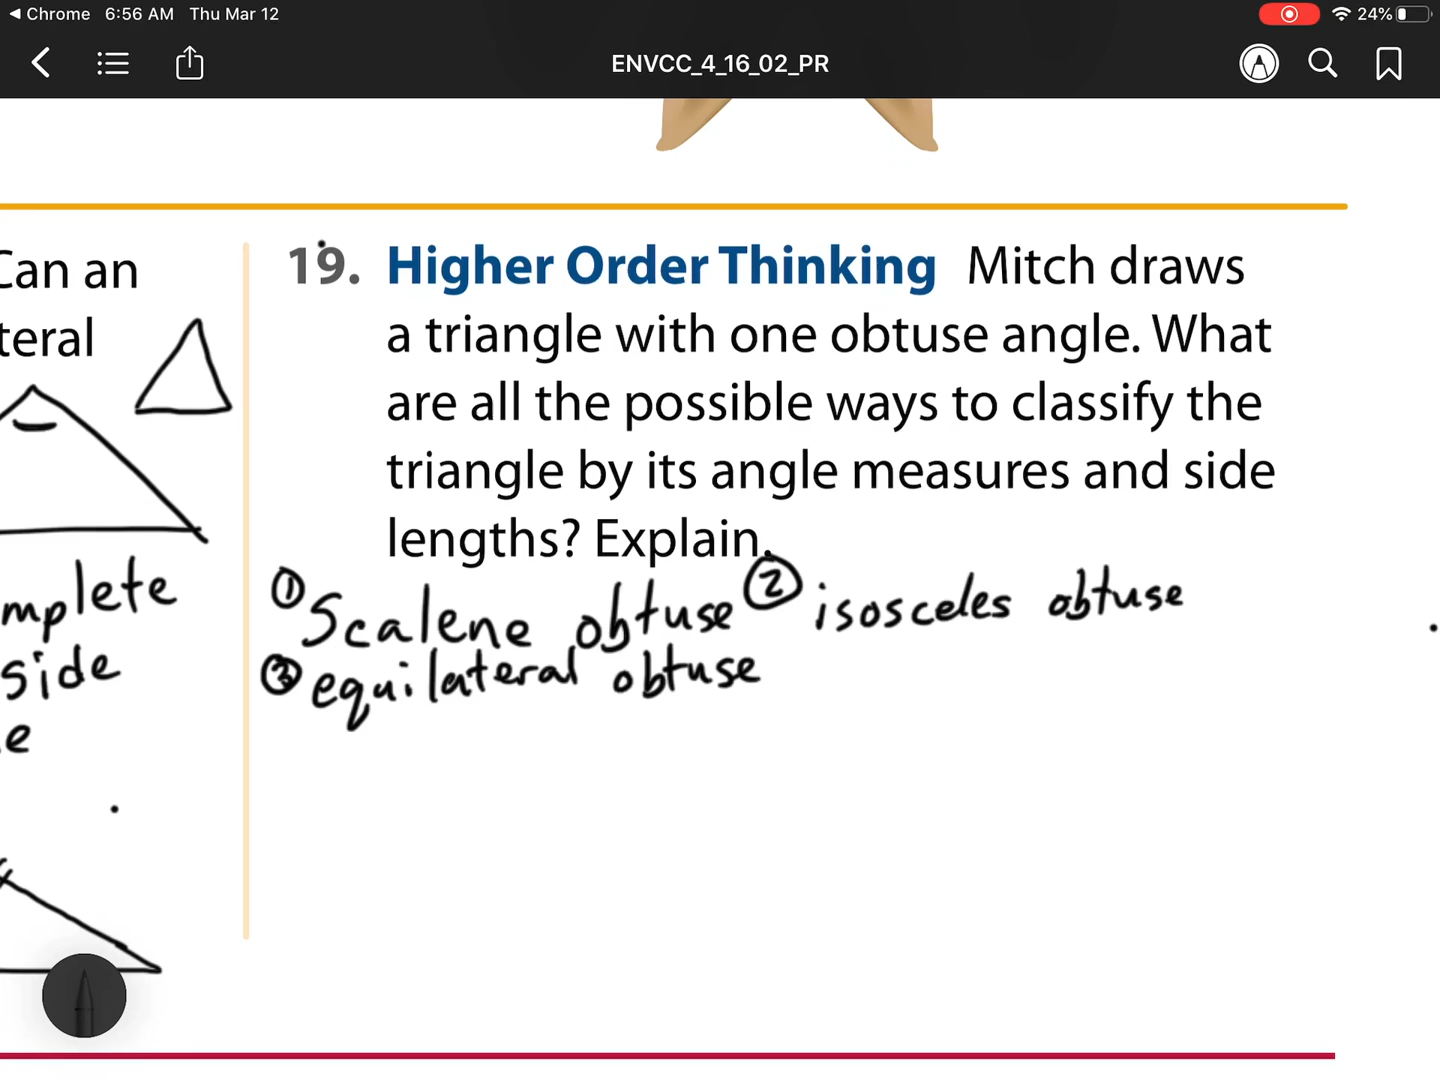 Chrome 6:56 AM Thu Mar 12 24%
ENVCC_4_16_02_PR
Can an
teral
mplete
side
e
19. Higher Order Thinking Mitch draws
a triangle with one obtuse angle. What
are all the possible ways to classify the
triangle by its angle measures and side
lengths? Explain.
① Scalene obtuse ② isosceles obtuse
③ equilateral obtuse